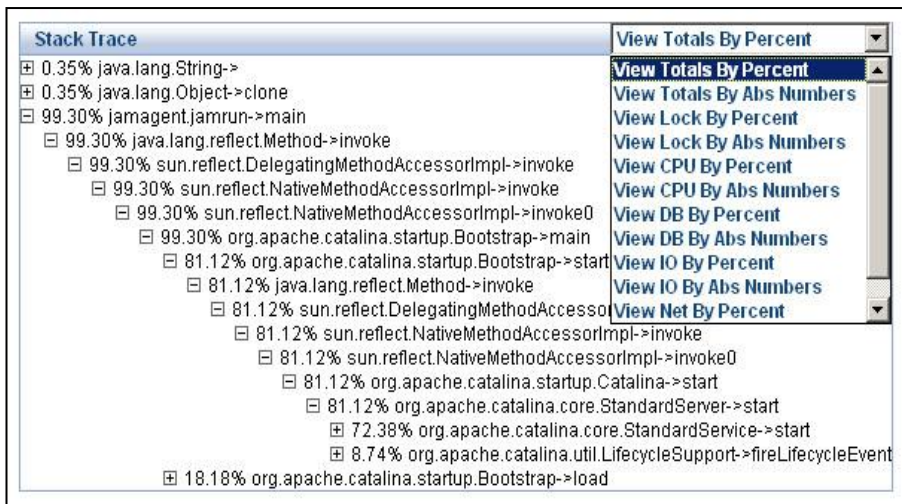 Stack Trace
View Totals By Percent
0.35% java.lang.String->
0.35% java.lang.Object->clone
99.30% jamagent.jamrun->main
99.30% java.lang.reflect.Method->invoke
99.30% sun.reflect.DelegatingMethodAccessorImpl->invoke
99.30% sun.reflect.NativeMethodAccessorImpl->invoke
99.30% sun.reflect.NativeMethodAccessorImpl->invoke0
99.30% org.apache.catalina.startup.Bootstrap->main
81.12% org.apache.catalina.startup.Bootstrap->start
81.12% java.lang.reflect.Method->invoke
81.12% sun.reflect.DelegatingMethodAccesso
81.12% sun.reflect.NativeMethodAccessorImpl->invoke
81.12% sun.reflect.NativeMethodAccessorImpl->invoke0
81.12% org.apache.catalina.startup.Catalina->start
81.12% org.apache.catalina.core.StandardServer->start
72.38% org.apache.catalina.core.StandardService->start
8.74% org.apache.catalina.util.LifecycleSupport->fireLifecycleEvent
18.18% org.apache.catalina.startup.Bootstrap->load
View Totals By Percent
View Totals By Abs Numbers
View Lock By Percent
View Lock By Abs Numbers
View CPU By Percent
View CPU By Abs Numbers
View DB By Percent
View DB By Abs Numbers
View IO By Percent
View IO By Abs Numbers
View Net By Percent